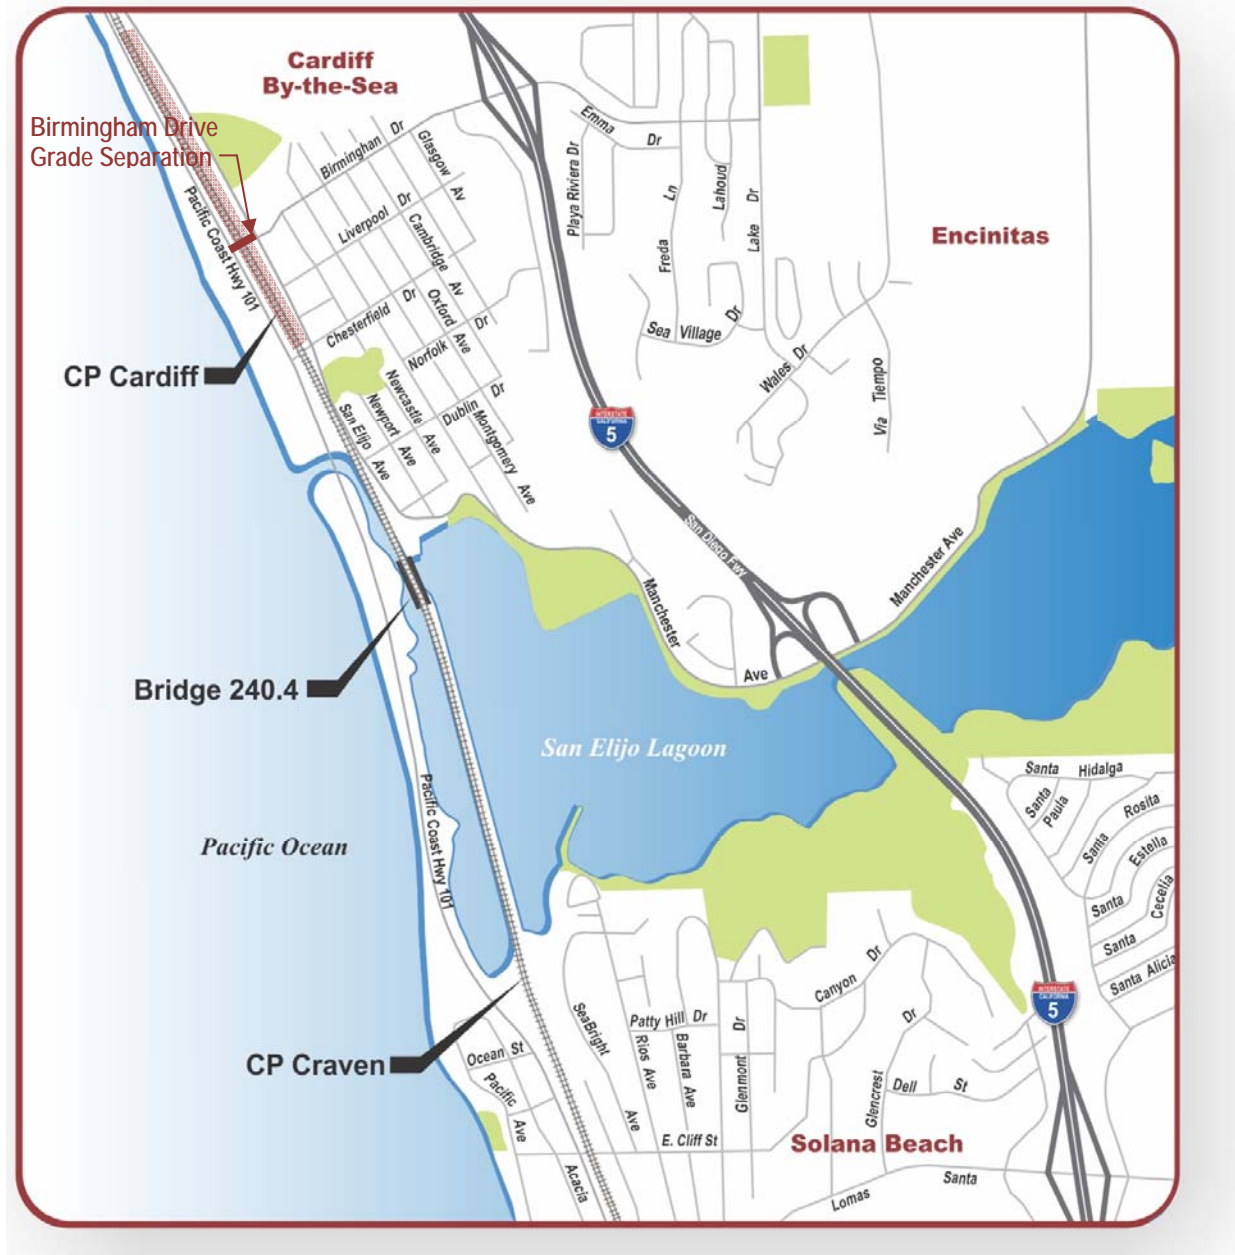 Cardiff
By-the-Sea
Birmingham Drive
Grade Separation
Pacific Coast Hwy 101
Birmingham Dr
Glasgow Av
Liverpool Dr
Cambridge Av
Chesterfield Dr
Oxford Ave
Norfolk Dr
Newcastle Ave
Newport Ave
San Elijo Ave
Dublin Dr
Montgomery Ave
Emma Dr
Playa Riviera Dr
Freda Ln
Lahoud
Lake Dr
Sea Village Dr
Wales Dr
Via Tiempo
Encinitas
CP Cardiff
INTERSTATE
CALIFORNIA
5
San Diego Fwy
Manchester Ave
Manchester Ave
Bridge 240.4
San Elijo Lagoon
Pacific Ocean
Pacific Coast Hwy 101
Santa Hidalga
Santa Paula
Santa Rosita
Santa Estella
Santa Cecelia
Santa Alicia
INTERSTATE
CALIFORNIA
5
CP Craven
SeaBright
Ocean St
Pacific Ave
Acacia
Patty Hill Dr
Rios Ave
Barbara Ave
Ave
Glenmont Dr
Canyon Dr
Glencrest Dr
Dell St
E. Cliff St
Solana Beach
Lomas Santa